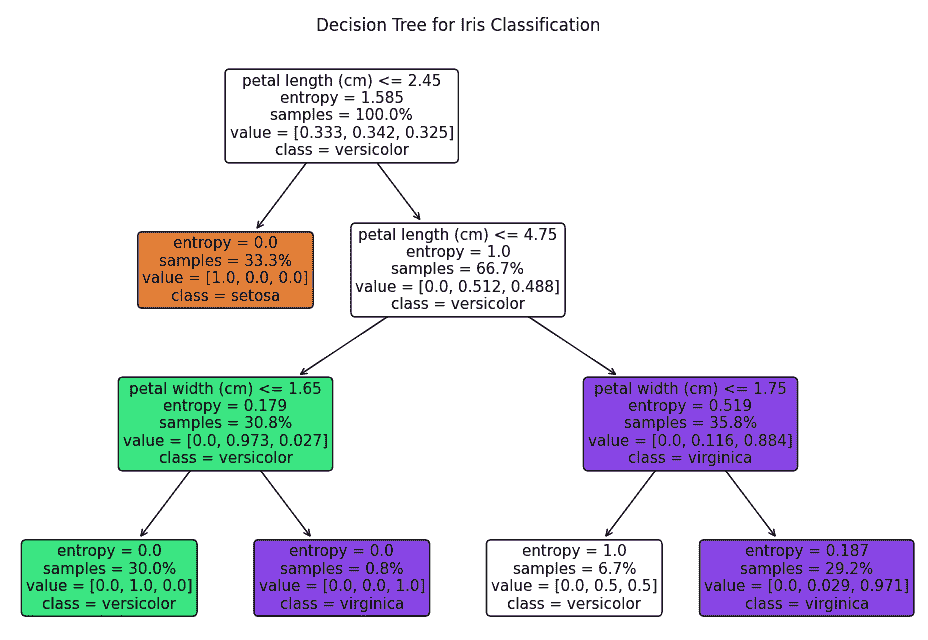 Decision Tree for Iris Classification
petal length (cm) <= 2.45
entropy = 1.585
samples = 100.0%
value = [0.333, 0.342, 0.325]
class = versicolor
entropy = 0.0
samples = 33.3%
value = [1.0, 0.0, 0.0]
class = setosa
petal length (cm) <= 4.75
entropy = 1.0
samples = 66.7%
value = [0.0, 0.512, 0.488]
class = versicolor
petal width (cm) <= 1.65
entropy = 0.179
samples = 30.8%
value = [0.0, 0.973, 0.027]
class = versicolor
petal width (cm) <= 1.75
entropy = 0.519
samples = 35.8%
value = [0.0, 0.116, 0.884]
class = virginica
entropy = 0.0
samples = 30.0%
value = [0.0, 1.0, 0.0]
class = versicolor
entropy = 0.0
samples = 0.8%
value = [0.0, 0.0, 1.0]
class = virginica
entropy = 1.0
samples = 6.7%
value = [0.0, 0.5, 0.5]
class = versicolor
entropy = 0.187
samples = 29.2%
value = [0.0, 0.029, 0.971]
class = virginica